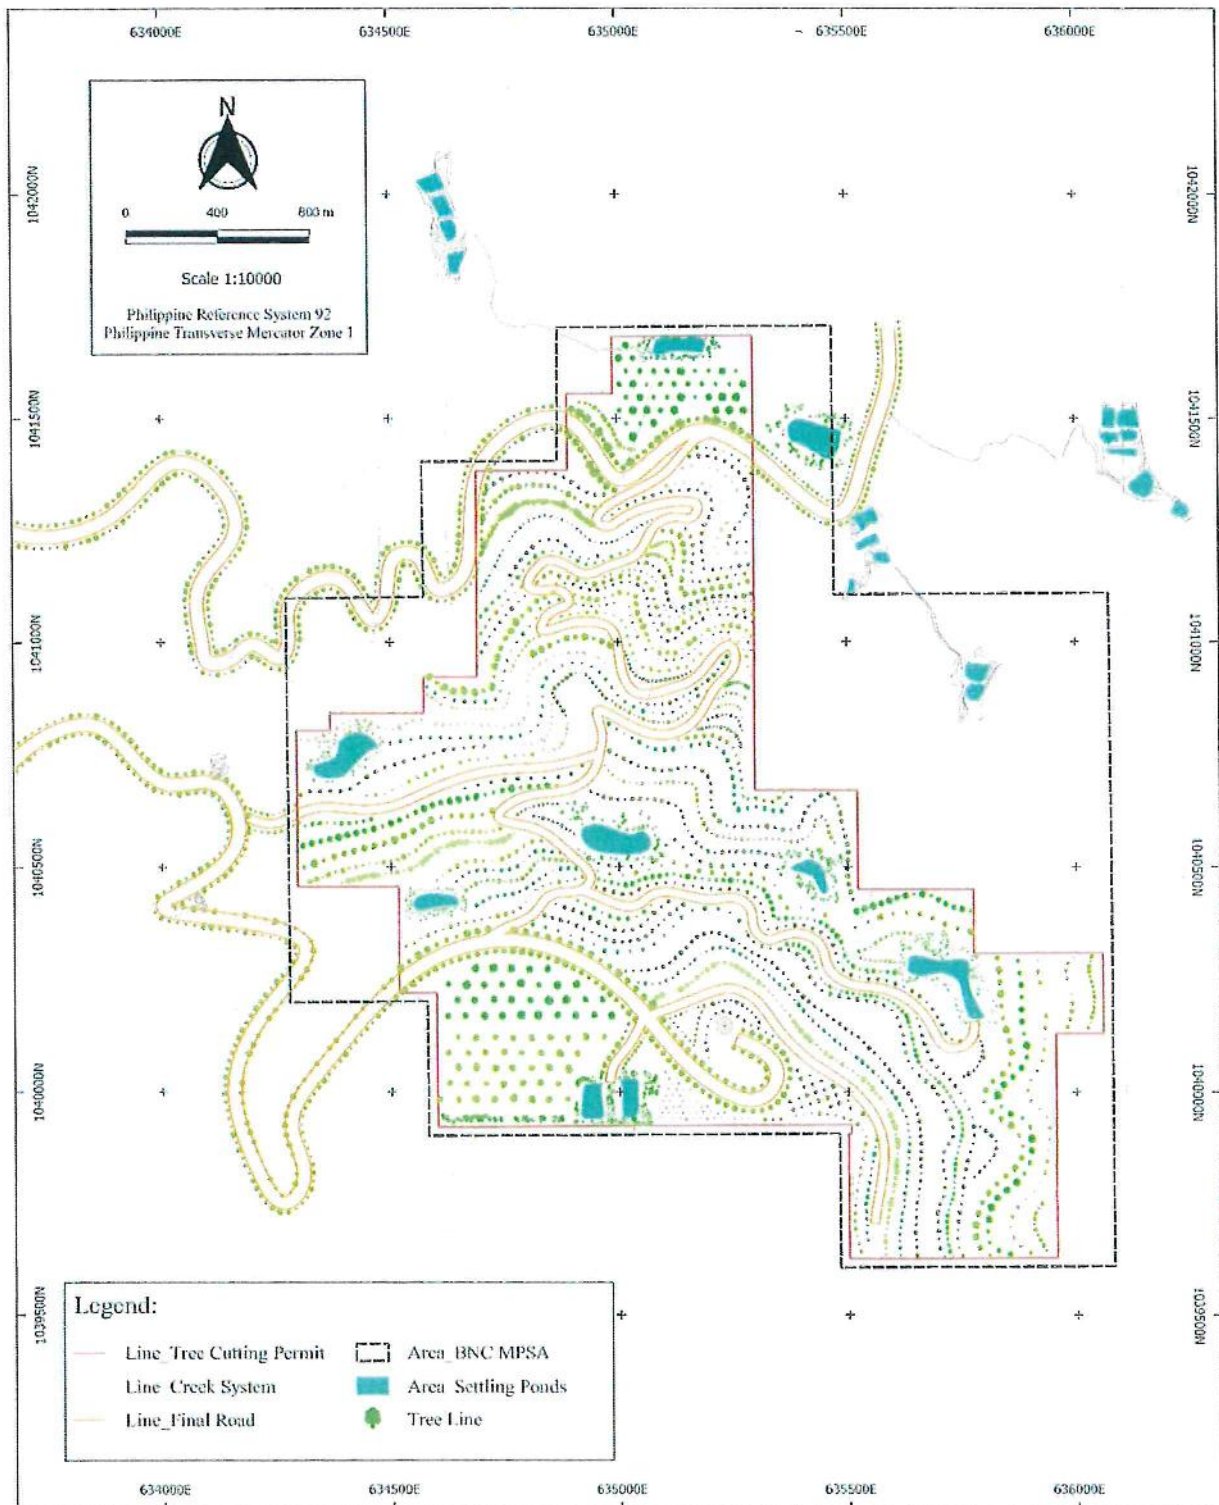 634000E 634500E 635000E 635500E 636000E
N
0 400 800 m
Scale 1:10000
Philippine Reference System 92
Philippine Transverse Mercator Zone 1
1042000N 1042000N
1041500N 1041500N
1041000N 1041000N
1040500N 1040500N
1040000N 1040000N
1039500N 1039500N
Legend:
Line_Tree Cutting Permit
Line_Creek System
Line_Final Road
Area_BNC MPSA
Area_Settling Ponds
Tree Line
634000E 634500E 635000E 635500E 636000E